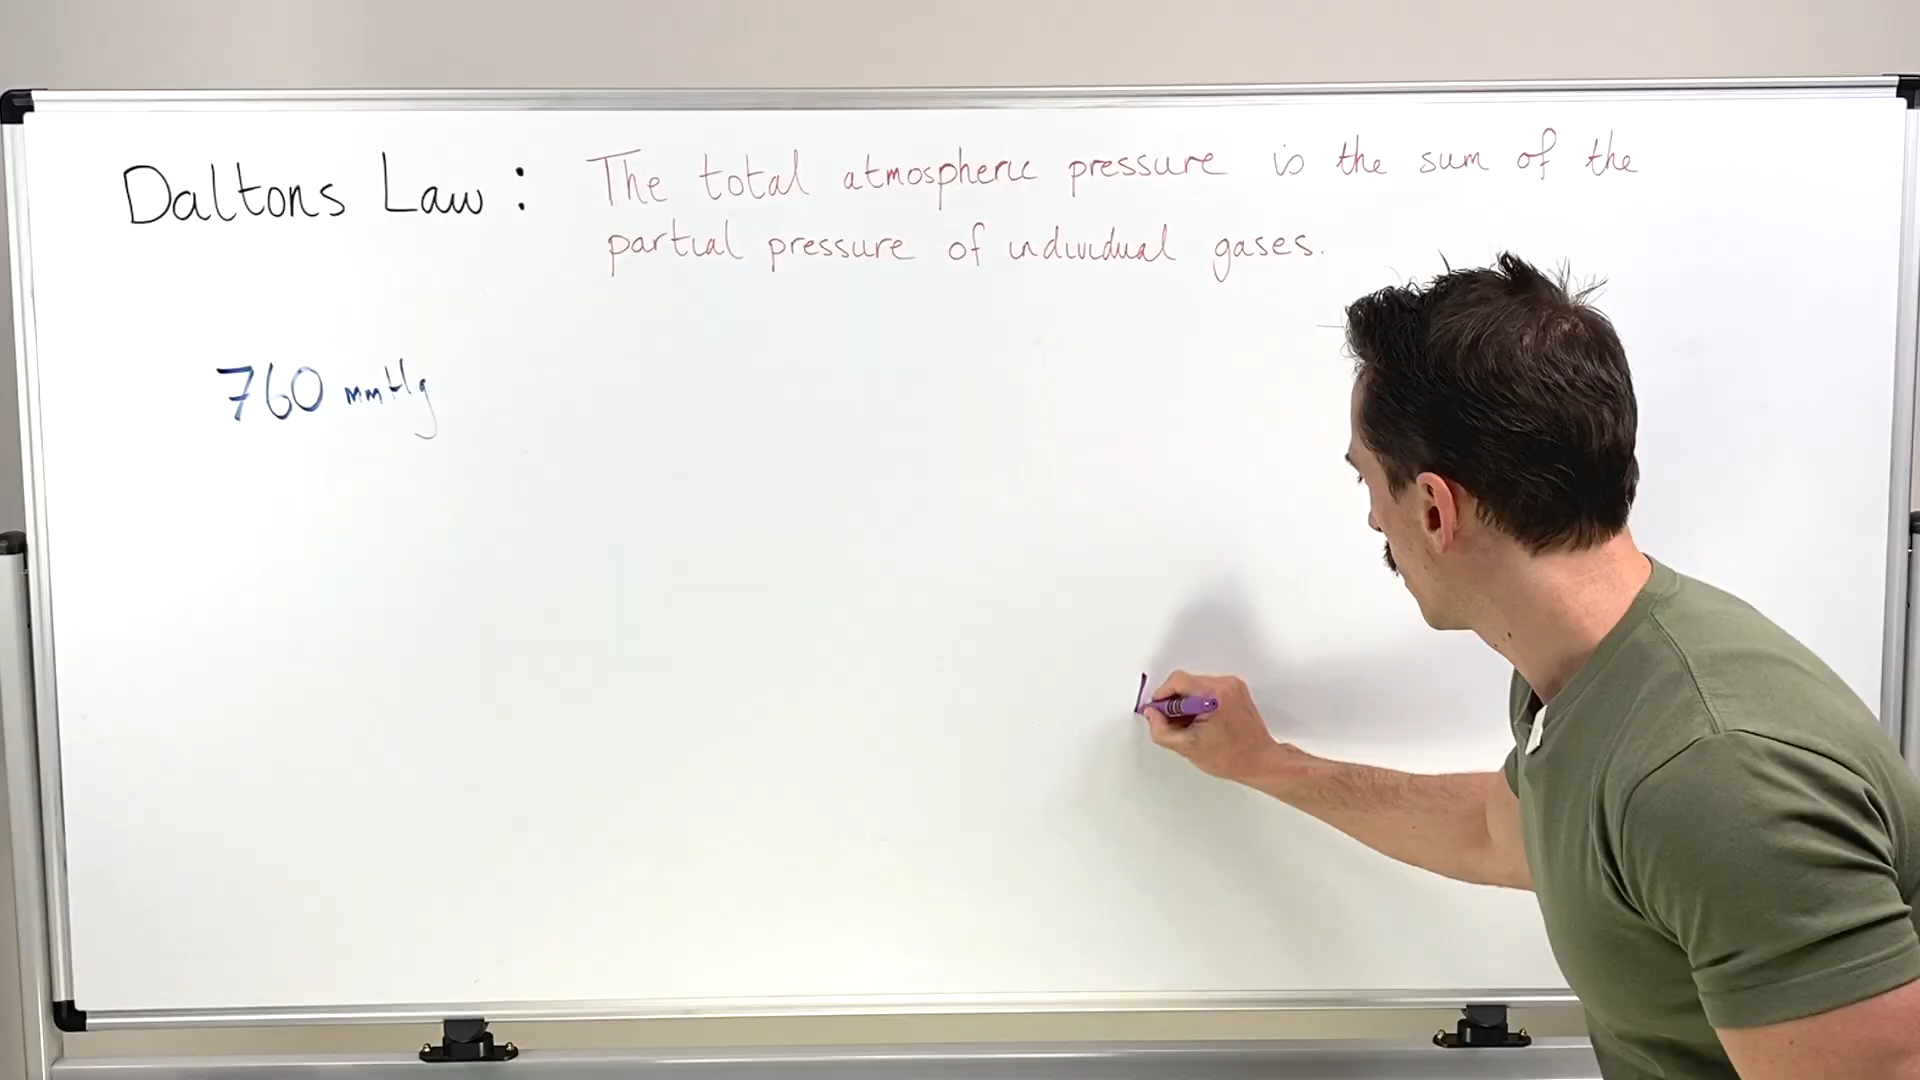 Daltons Law : The total atmospheric pressure is the sum of the
partial pressure of individual gases.
760 mmHg